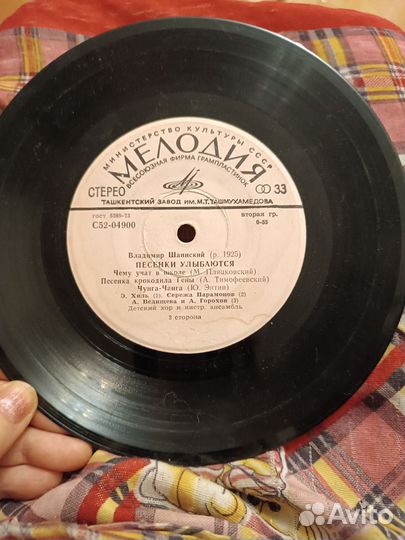 МИНИСТЕРСТВО КУЛЬТУРЫ СССР
МЕЛОДИЯ
ВСЕСОЮЗНАЯ ФИРМА ГРАМПЛАСТИНОК
СТЕРЕО 33
ТАШКЕНТСКИЙ ЗАВОД ИМ. М.Т. ТАШМУХАМЕДОВА
ГОСТ 5289-73 вторая гр.
С52-04900 0-65
Владимир Шаинский (р. 1925)
ПЕСЕНКИ УЛЫБАЮТСЯ
Чему учат в школе (М. Пляцковский)
Песенка крокодила Гены (А. Тимофеевский)
Чунга-Чанга (Ю. Энтин)
Э. Хиль (1), Сережа Парамонов (2)
А. Ведищева и А. Горохов (3)
Детский хор и инстр. ансамбль
2 сторона
Avito